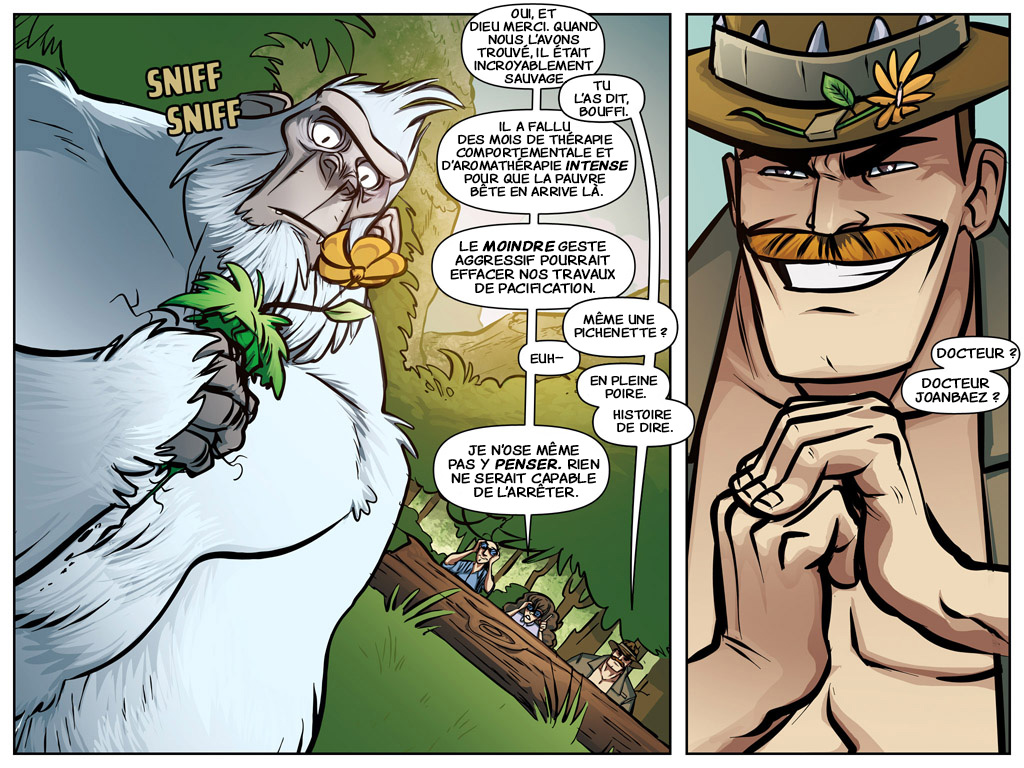 SNIFF
SNIFF
OUI, ET
DIEU MERCI. QUAND
NOUS L'AVONS
TROUVÉ, IL ÉTAIT
INCROYABLEMENT
SAUVAGE.
TU
L'AS DIT,
BOUFFI.
IL A FALLU
DES MOIS DE THÉRAPIE
COMPORTEMENTALE ET
D'AROMATHÉRAPIE INTENSE
POUR QUE LA PAUVRE
BÊTE EN ARRIVE LÀ.
LE MOINDRE GESTE
AGGRESSIF POURRAIT
EFFACER NOS TRAVAUX
DE PACIFICATION.
MÊME UNE
PICHENETTE ?
EUH-
EN PLEINE
POIRE.
HISTOIRE
DE DIRE.
JE N'OSE MÊME
PAS Y PENSER. RIEN
NE SERAIT CAPABLE
DE L'ARRÊTER.
DOCTEUR ?
DOCTEUR
JOANBAEZ ?